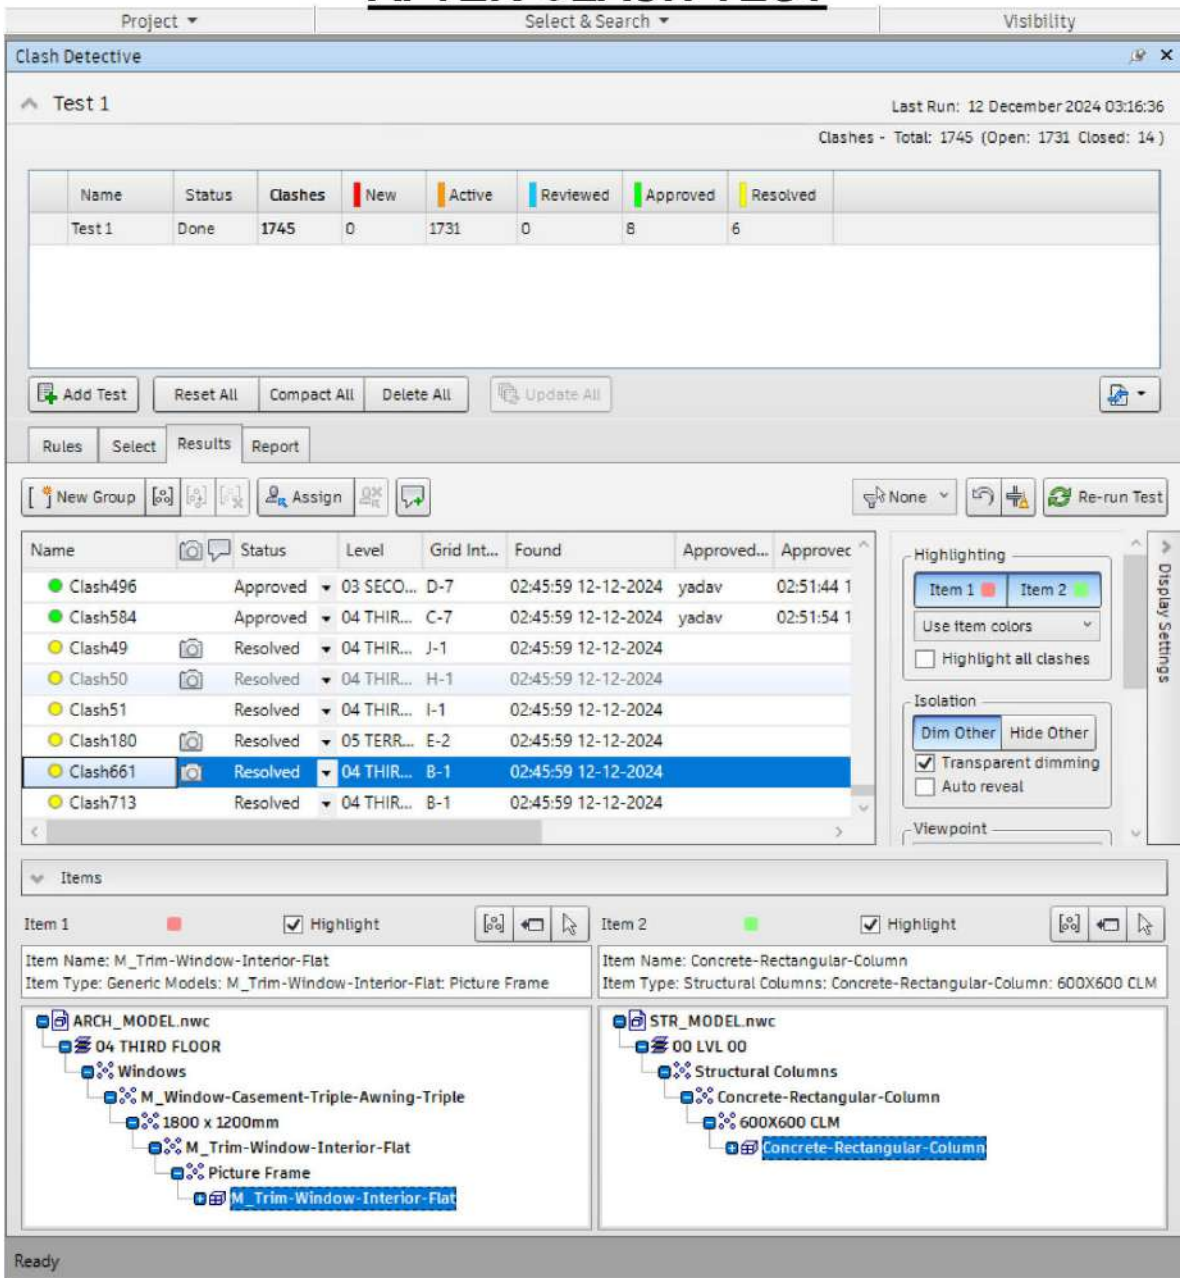 AFTER CLASH TEST
Project Select & Search Visibility
Clash Detective
Test 1
Last Run: 12 December 2024 03:16:36
Clashes - Total: 1745 (Open: 1731 Closed: 14 )
Name Status Clashes New Active Reviewed Approved Resolved
Test 1 Done 1745 0 1731 0 8 6
Add Test Reset All Compact All Delete All Update All
Rules Select Results Report
New Group Assign None Re-run Test
Name Status Level Grid Int... Found Approved... Approvec
Clash496 Approved 03 SECO... D-7 02:45:59 12-12-2024 yadav 02:51:44 1
Clash584 Approved 04 THIR... C-7 02:45:59 12-12-2024 yadav 02:51:54 1
Clash49 Resolved 04 THIR... J-1 02:45:59 12-12-2024
Clash50 Resolved 04 THIR... H-1 02:45:59 12-12-2024
Clash51 Resolved 04 THIR... I-1 02:45:59 12-12-2024
Clash180 Resolved 05 TERR... E-2 02:45:59 12-12-2024
Clash661 Resolved 04 THIR... B-1 02:45:59 12-12-2024
Clash713 Resolved 04 THIR... B-1 02:45:59 12-12-2024
Highlighting
Item 1 Item 2
Use item colors
Highlight all clashes
Isolation
Dim Other Hide Other
Transparent dimming
Auto reveal
Viewpoint
Display Settings
Items
Item 1 Highlight
Item Name: M_Trim-Window-Interior-Flat
Item Type: Generic Models: M_Trim-Window-Interior-Flat: Picture Frame
ARCH_MODEL.nwc
04 THIRD FLOOR
Windows
M_Window-Casement-Triple-Awning-Triple
1800 x 1200mm
M_Trim-Window-Interior-Flat
Picture Frame
M_Trim-Window-Interior-Flat
Item 2 Highlight
Item Name: Concrete-Rectangular-Column
Item Type: Structural Columns: Concrete-Rectangular-Column: 600X600 CLM
STR_MODEL.nwc
00 LVL 00
Structural Columns
Concrete-Rectangular-Column
600X600 CLM
Concrete-Rectangular-Column
Ready